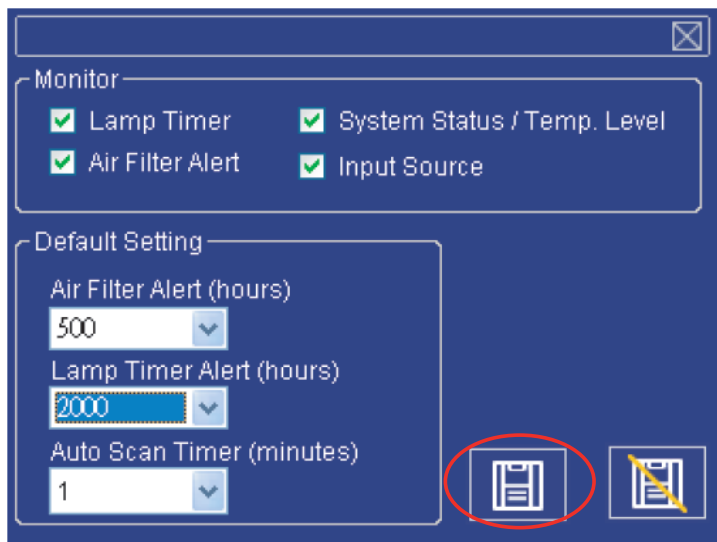 Monitor
Lamp Timer System Status / Temp. Level
Air Filter Alert Input Source
Default Setting
Air Filter Alert (hours)
500
Lamp Timer Alert (hours)
2000
Auto Scan Timer (minutes)
1